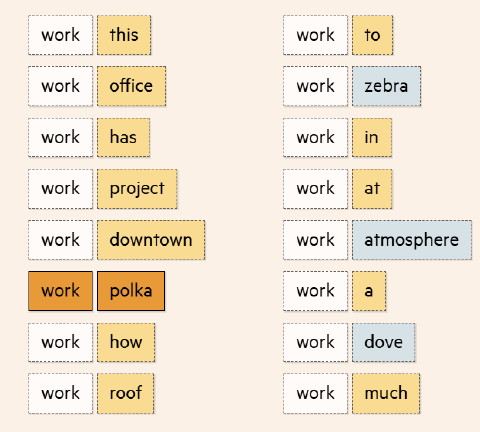 work this
work office
work has
work project
work downtown
work polka
work how
work roof
work to
work zebra
work in
work at
work atmosphere
work a
work dove
work much